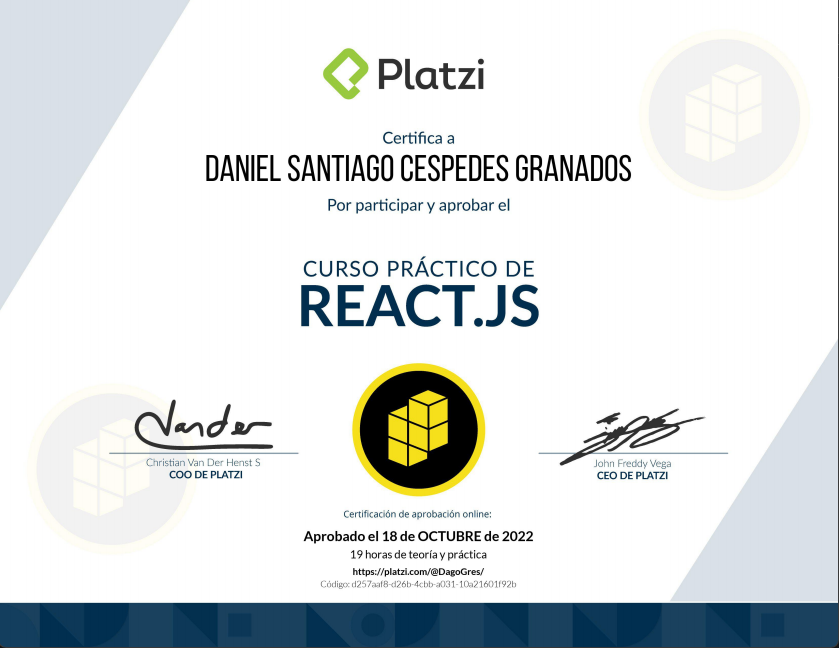 Platzi
Certifica a
DANIEL SANTIAGO CESPEDES GRANADOS
Por participar y aprobar el
CURSO PRÁCTICO DE
REACT.JS
Vander
Christian Van Der Henst S
COO DE PLATZI
John Freddy Vega
CEO DE PLATZI
Certificación de aprobación online:
Aprobado el 18 de OCTUBRE de 2022
19 horas de teoría y práctica
https://platzi.com/@DagoGres/
Código: d257aaf8-d26b-4cbb-a031-10a21601f92b